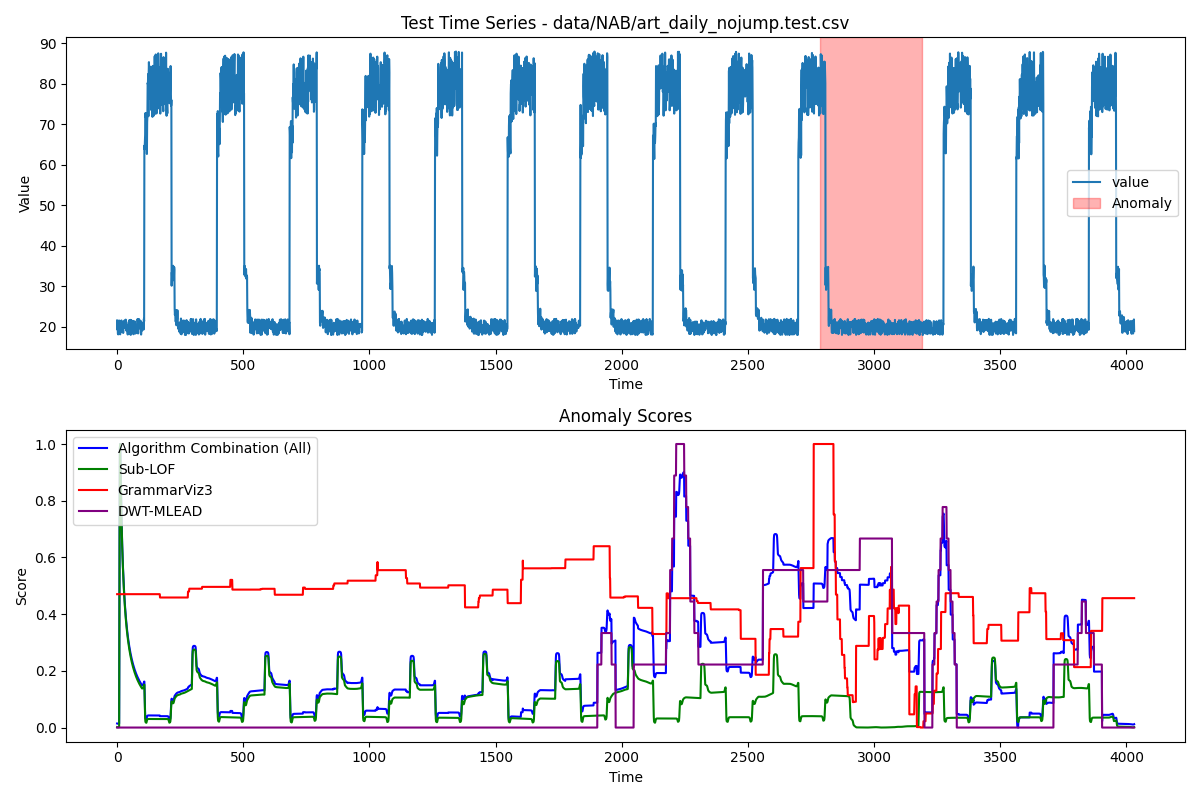 Test Time Series - data/NAB/art_daily_nojump.test.csv
90
80
70
60
50
40
30
20
Value
value
Anomaly
0 500 1000 1500 2000 2500 3000 3500 4000
Time
Anomaly Scores
1.0
0.8
0.6
0.4
0.2
0.0
Score
Algorithm Combination (All)
Sub-LOF
GrammarViz3
DWT-MLEAD
0 500 1000 1500 2000 2500 3000 3500 4000
Time